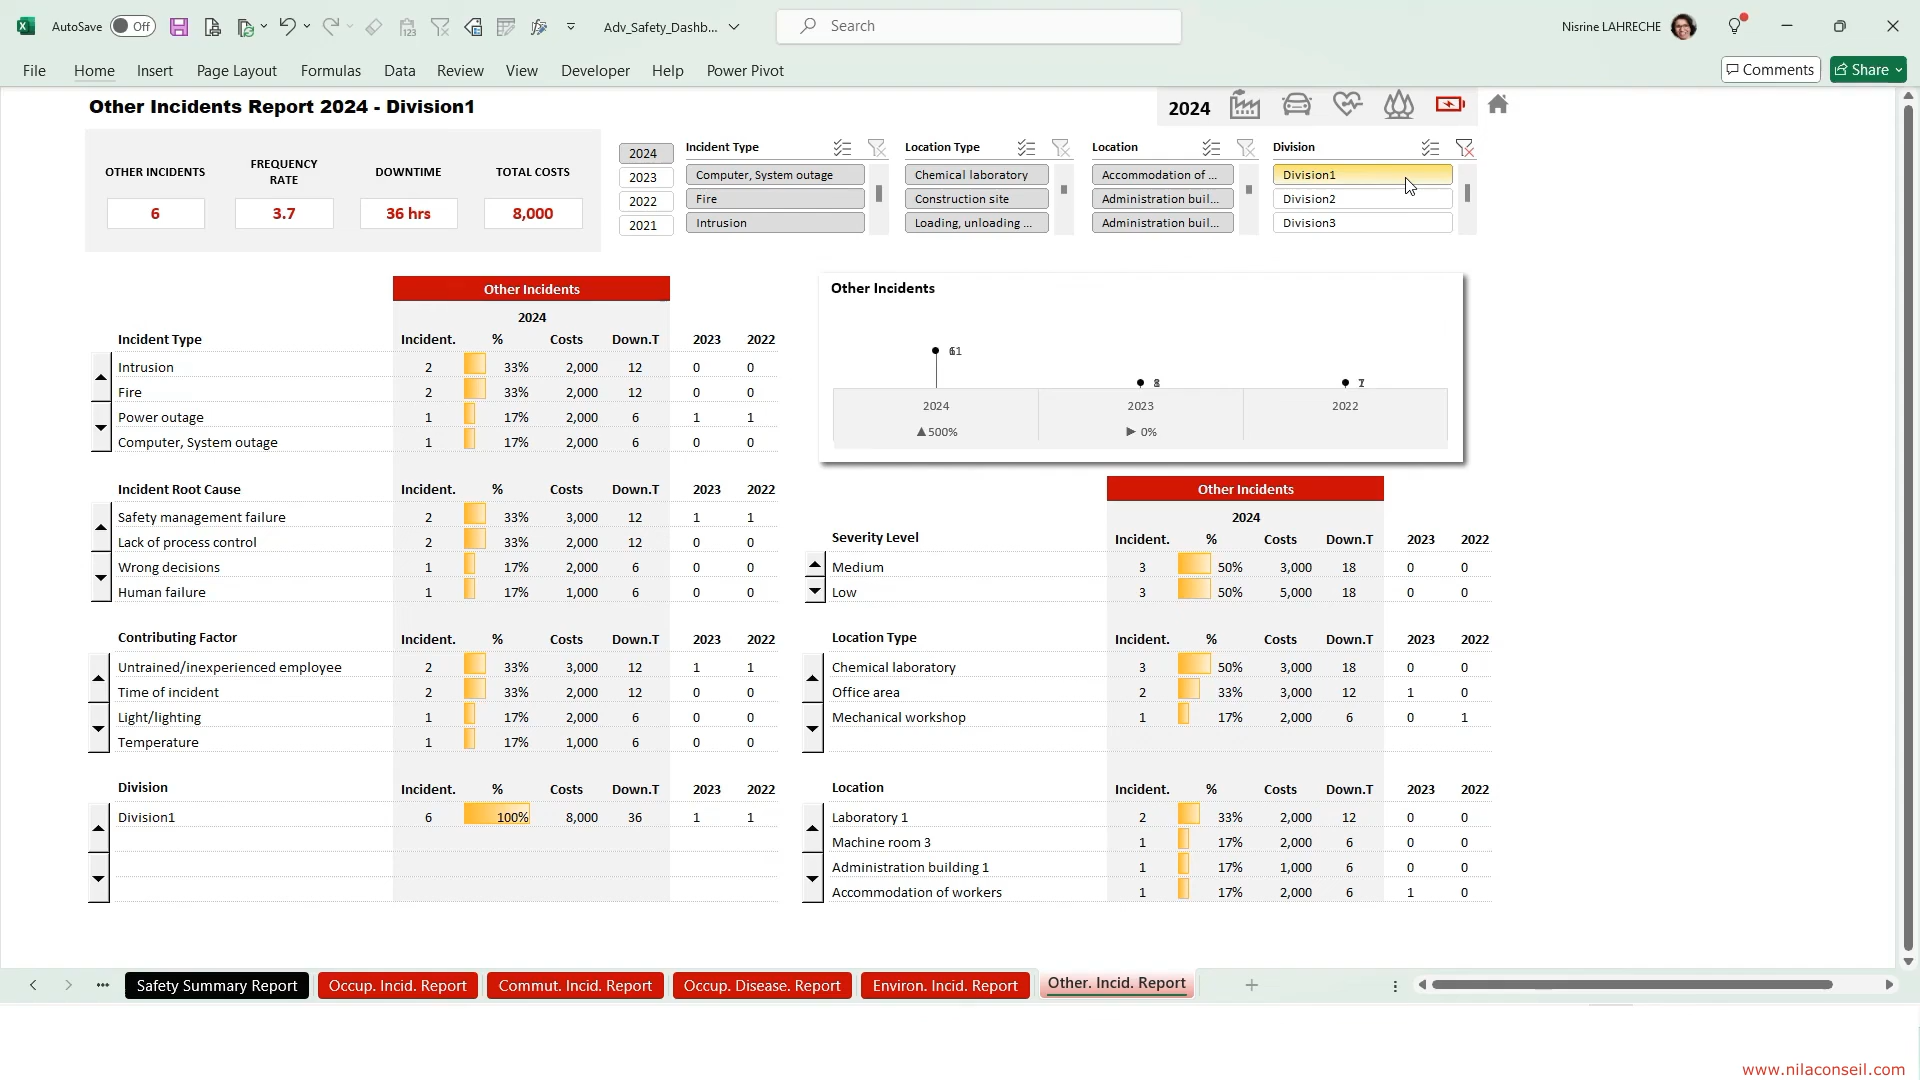 AutoSave Off Adv_Safety_Dashb... Search Nisrine LAHRECHE
File Home Insert Page Layout Formulas Data Review View Developer Help Power Pivot Comments Share
Other Incidents Report 2024 - Division1
2024
OTHER INCIDENTS FREQUENCY RATE DOWNTIME TOTAL COSTS
6 3.7 36 hrs 8,000
2024
2023
2022
2021
Incident Type
Computer, System outage
Fire
Intrusion
Location Type
Chemical laboratory
Construction site
Loading, unloading ...
Location
Accommodation of ...
Administration buil...
Administration buil...
Division
Division1
Division2
Division3
Other Incidents
2024
Incident Type Incident. % Costs Down.T 2023 2022
Intrusion 2 33% 2,000 12 0 0
Fire 2 33% 2,000 12 0 0
Power outage 1 17% 2,000 6 1 1
Computer, System outage 1 17% 2,000 6 0 0
Incident Root Cause Incident. % Costs Down.T 2023 2022
Safety management failure 2 33% 3,000 12 1 1
Lack of process control 2 33% 2,000 12 0 0
Wrong decisions 1 17% 2,000 6 0 0
Human failure 1 17% 1,000 6 0 0
Contributing Factor Incident. % Costs Down.T 2023 2022
Untrained/inexperienced employee 2 33% 3,000 12 1 1
Time of incident 2 33% 2,000 12 0 0
Light/lighting 1 17% 2,000 6 0 0
Temperature 1 17% 1,000 6 0 0
Division Incident. % Costs Down.T 2023 2022
Division1 6 100% 8,000 36 1 1
Other Incidents
2024 2023 2022
▲500% ▶ 0%
Other Incidents
2024
Severity Level Incident. % Costs Down.T 2023 2022
Medium 3 50% 3,000 18 0 0
Low 3 50% 5,000 18 0 0
Location Type Incident. % Costs Down.T 2023 2022
Chemical laboratory 3 50% 3,000 18 0 0
Office area 2 33% 3,000 12 1 0
Mechanical workshop 1 17% 2,000 6 0 1
Location Incident. % Costs Down.T 2023 2022
Laboratory 1 2 33% 2,000 12 0 0
Machine room 3 1 17% 2,000 6 0 0
Administration building 1 1 17% 1,000 6 0 0
Accommodation of workers 1 17% 2,000 6 1 0
Safety Summary Report Occup. Incid. Report Commut. Incid. Report Occup. Disease. Report Environ. Incid. Report Other. Incid. Report
www.nilaconseil.com